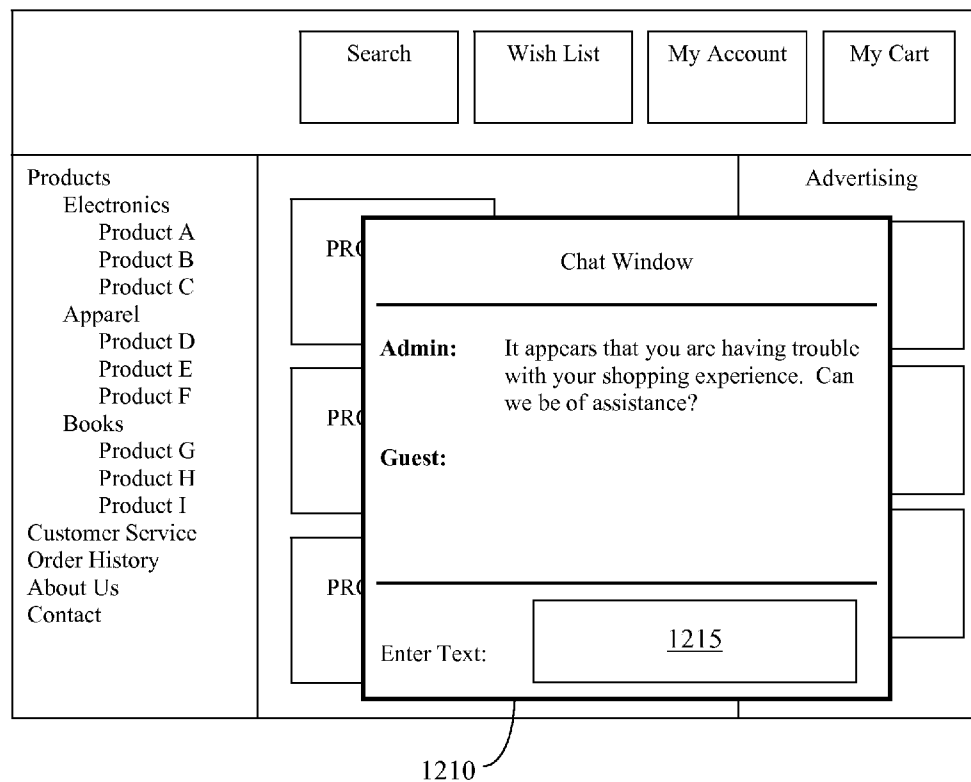 Search
Wish List
My Account
My Cart
Products
Electronics
Product A
Product B
Product C
Apparel
Product D
Product E
Product F
Books
Product G
Product H
Product I
Customer Service
Order History
About Us
Contact
Advertising
PRO
PRO
PRO
Chat Window
Admin: It appears that you are having trouble
with your shopping experience. Can
we be of assistance?
Guest:
Enter Text: 1215
1210